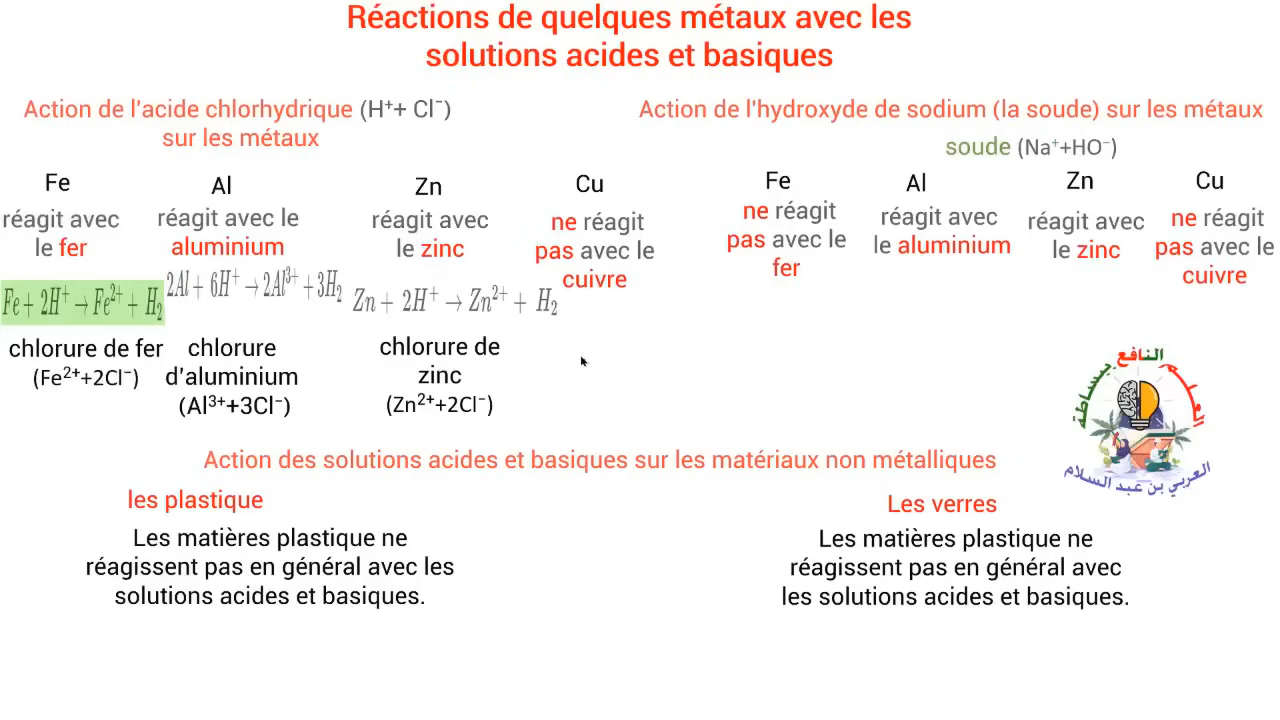 Réactions de quelques métaux avec les
solutions acides et basiques
Action de l'acide chlorhydrique (H⁺+ Cl⁻)
sur les métaux
Fe
réagit avec
le fer
Fe + 2H⁺ → Fe²⁺ + H₂
chlorure de fer
(Fe²⁺+2Cl⁻)
Al
réagit avec le
aluminium
2Al + 6H⁺ → 2Al³⁺ + 3H₂
chlorure
d'aluminium
(Al³⁺+3Cl⁻)
Zn
réagit avec
le zinc
Zn + 2H⁺ → Zn²⁺ + H₂
chlorure de
zinc
(Zn²⁺+2Cl⁻)
Cu
ne réagit
pas avec le
cuivre
Action de l'hydroxyde de sodium (la soude) sur les métaux
soude (Na⁺+HO⁻)
Fe
ne réagit
pas avec le
fer
Al
réagit avec
le aluminium
Zn
réagit avec
le zinc
Cu
ne réagit
pas avec le
cuivre
العلم النافع ببساطة
العربي بن عبد السلام
Action des solutions acides et basiques sur les matériaux non métalliques
les plastique
Les matières plastique ne
réagissent pas en général avec les
solutions acides et basiques.
Les verres
Les matières plastique ne
réagissent pas en général avec
les solutions acides et basiques.